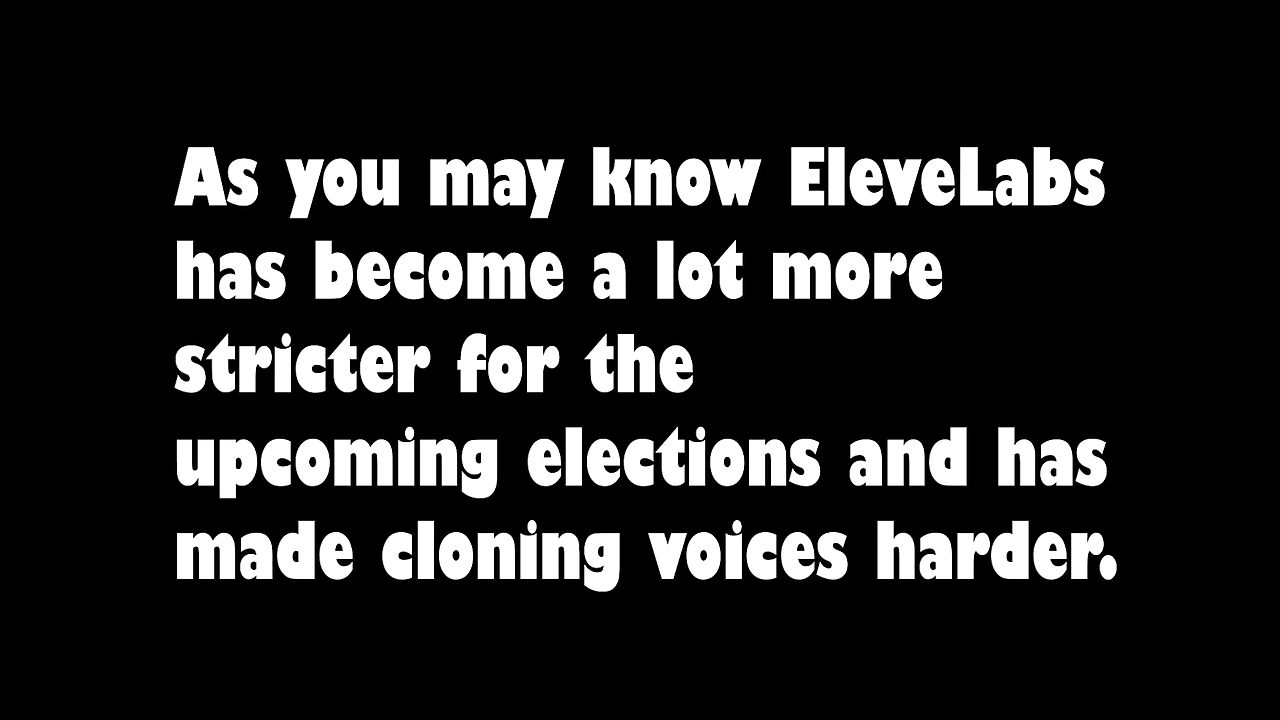 As you may know EleveLabs
has become a lot more
stricter for the
upcoming elections and has
made cloning voices harder.